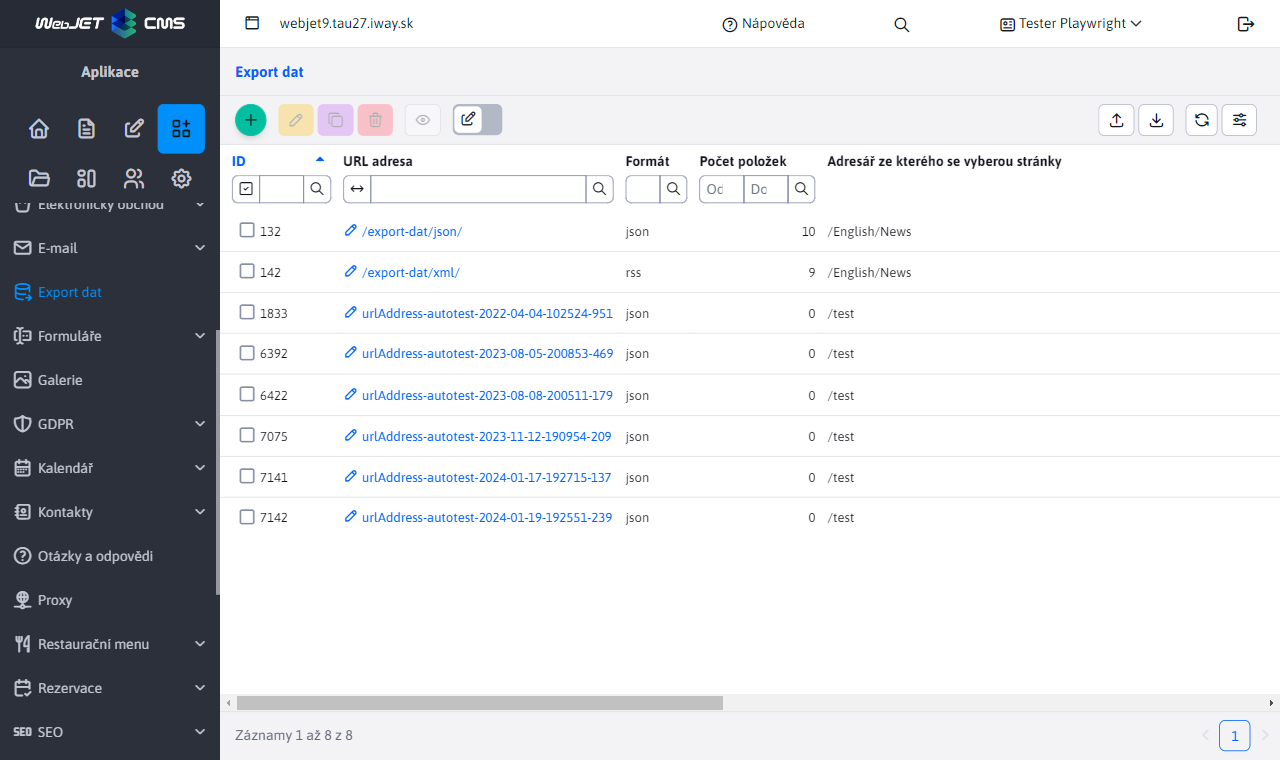 WebJET CMS
webjet9.tau27.iway.sk
Nápověda
Tester Playwright
Aplikace
Elektronický obchod
E-mail
Export dat
Formuláře
Galerie
GDPR
Kalendář
Kontakty
Otázky a odpovědi
Proxy
Restaurační menu
Rezervace
SEO SEO
Export dat
ID URL adresa Formát Počet položek Adresář ze kterého se vyberou stránky
Od Do
132 /export-dat/json/ json 10 /English/News
142 /export-dat/xml/ rss 9 /English/News
1833 urlAddress-autotest-2022-04-04-102524-951 json 0 /test
6392 urlAddress-autotest-2023-08-05-200853-469 json 0 /test
6422 urlAddress-autotest-2023-08-08-200511-179 json 0 /test
7075 urlAddress-autotest-2023-11-12-190954-209 json 0 /test
7141 urlAddress-autotest-2024-01-17-192715-137 json 0 /test
7142 urlAddress-autotest-2024-01-19-192551-239 json 0 /test
Záznamy 1 až 8 z 8
1